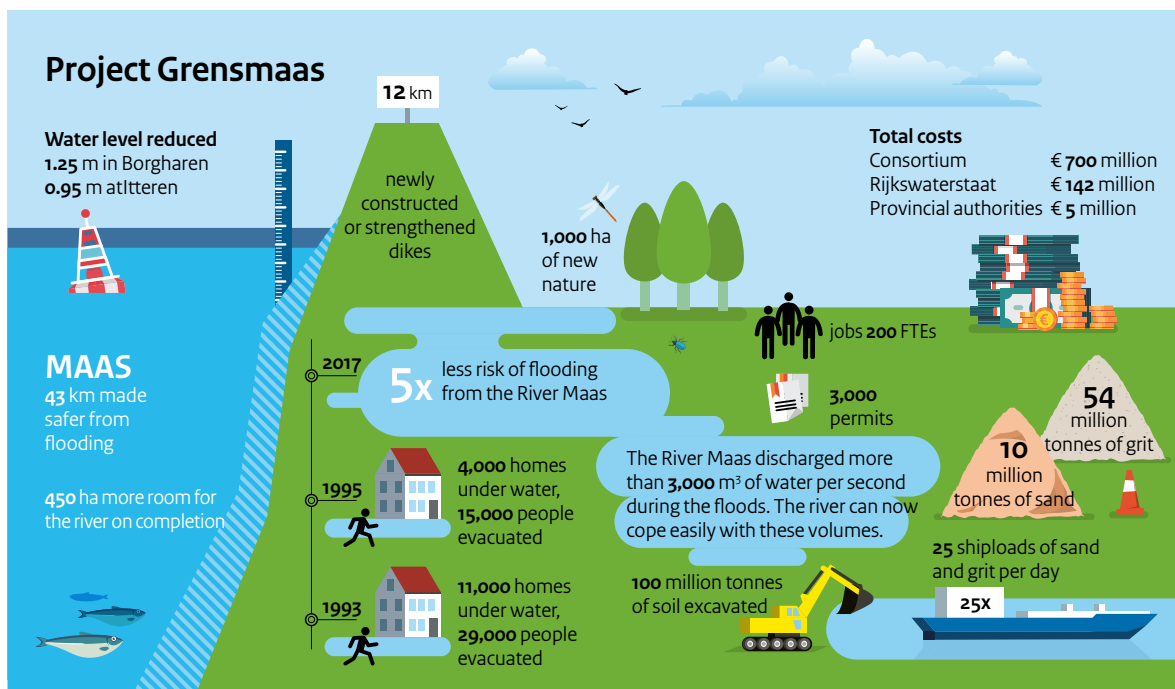 Project Grensmaas
12 km
Water level reduced
1.25 m in Borgharen
0.95 m atItteren
newly
constructed
or strengthened
dikes
1,000 ha
of new
nature
Total costs
Consortium € 700 million
Rijkswaterstaat € 142 million
Provincial authorities € 5 million
jobs 200 FTEs
MAAS
43 km made
safer from
flooding
450 ha more room for
the river on completion
2017
5x less risk of flooding
from the River Maas
3,000
permits
54
million
tonnes of grit
10
million
tonnes of sand
1995
4,000 homes
under water,
15,000 people
evacuated
The River Maas discharged more
than 3,000 m³ of water per second
during the floods. The river can now
cope easily with these volumes.
1993
11,000 homes
under water,
29,000 people
evacuated
100 million tonnes
of soil excavated
25 shiploads of sand
and grit per day
25x